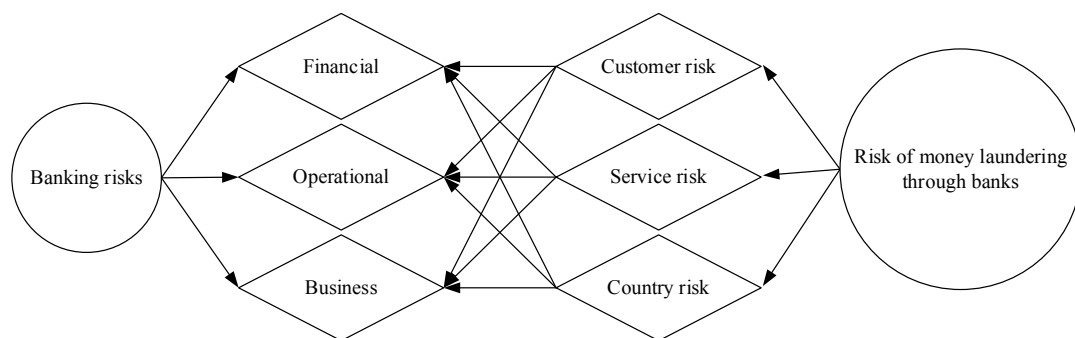 Financial
Customer risk
Banking risks
Operational
Service risk
Risk of money laundering
through banks
Business
Country risk